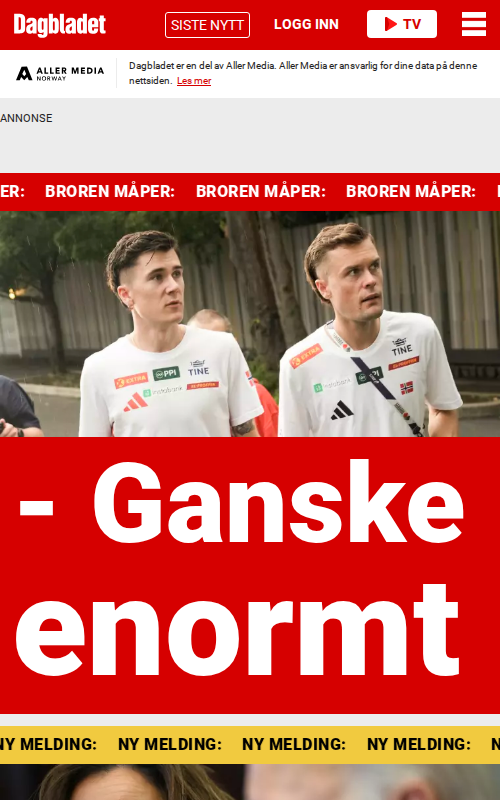 Dagbladet
SISTE NYTT
LOGG INN
TV
ALLER MEDIA
NORWAY
Dagbladet er en del av Aller Media. Aller Media er ansvarlig for dine data på denne
nettsiden. Les mer
ANNONSE
ER: BROREN MÅPER: BROREN MÅPER: BROREN MÅPER:
EXTRA
PPI
TINE
instabank
EXTRA
PPI
TINE
instabank
- Ganske
enormt
NY MELDING: NY MELDING: NY MELDING: NY MELDING: N